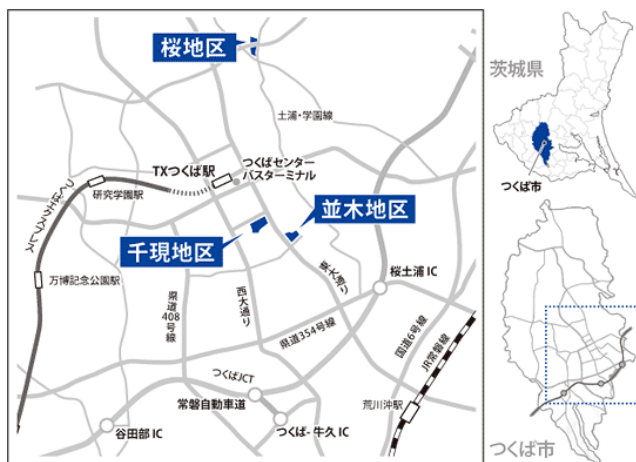 桜地区
土浦・学園線
TXつくば駅
つくばセンター
バスターミナル
研究学園駅
つくばエクスプレス
並木地区
千現地区
万博記念公園駅
県道
408
号線
西大通り
東大通り
桜土浦 IC
県道354号線
国道6号線
JR常磐線
つくばJCT
常磐自動車道
荒川沖駅
谷田部 IC
つくば- 牛久 IC
茨城県
つくば市
つくば市